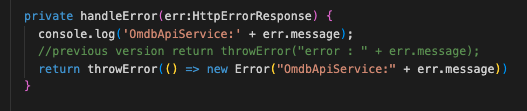 private handleError(err:HttpErrorResponse) {
console.log('OmdbApiService:' + err.message);
//previous version return throwError("error : " + err.message);
return throwError(() => new Error("OmdbApiService:" + err.message))
}